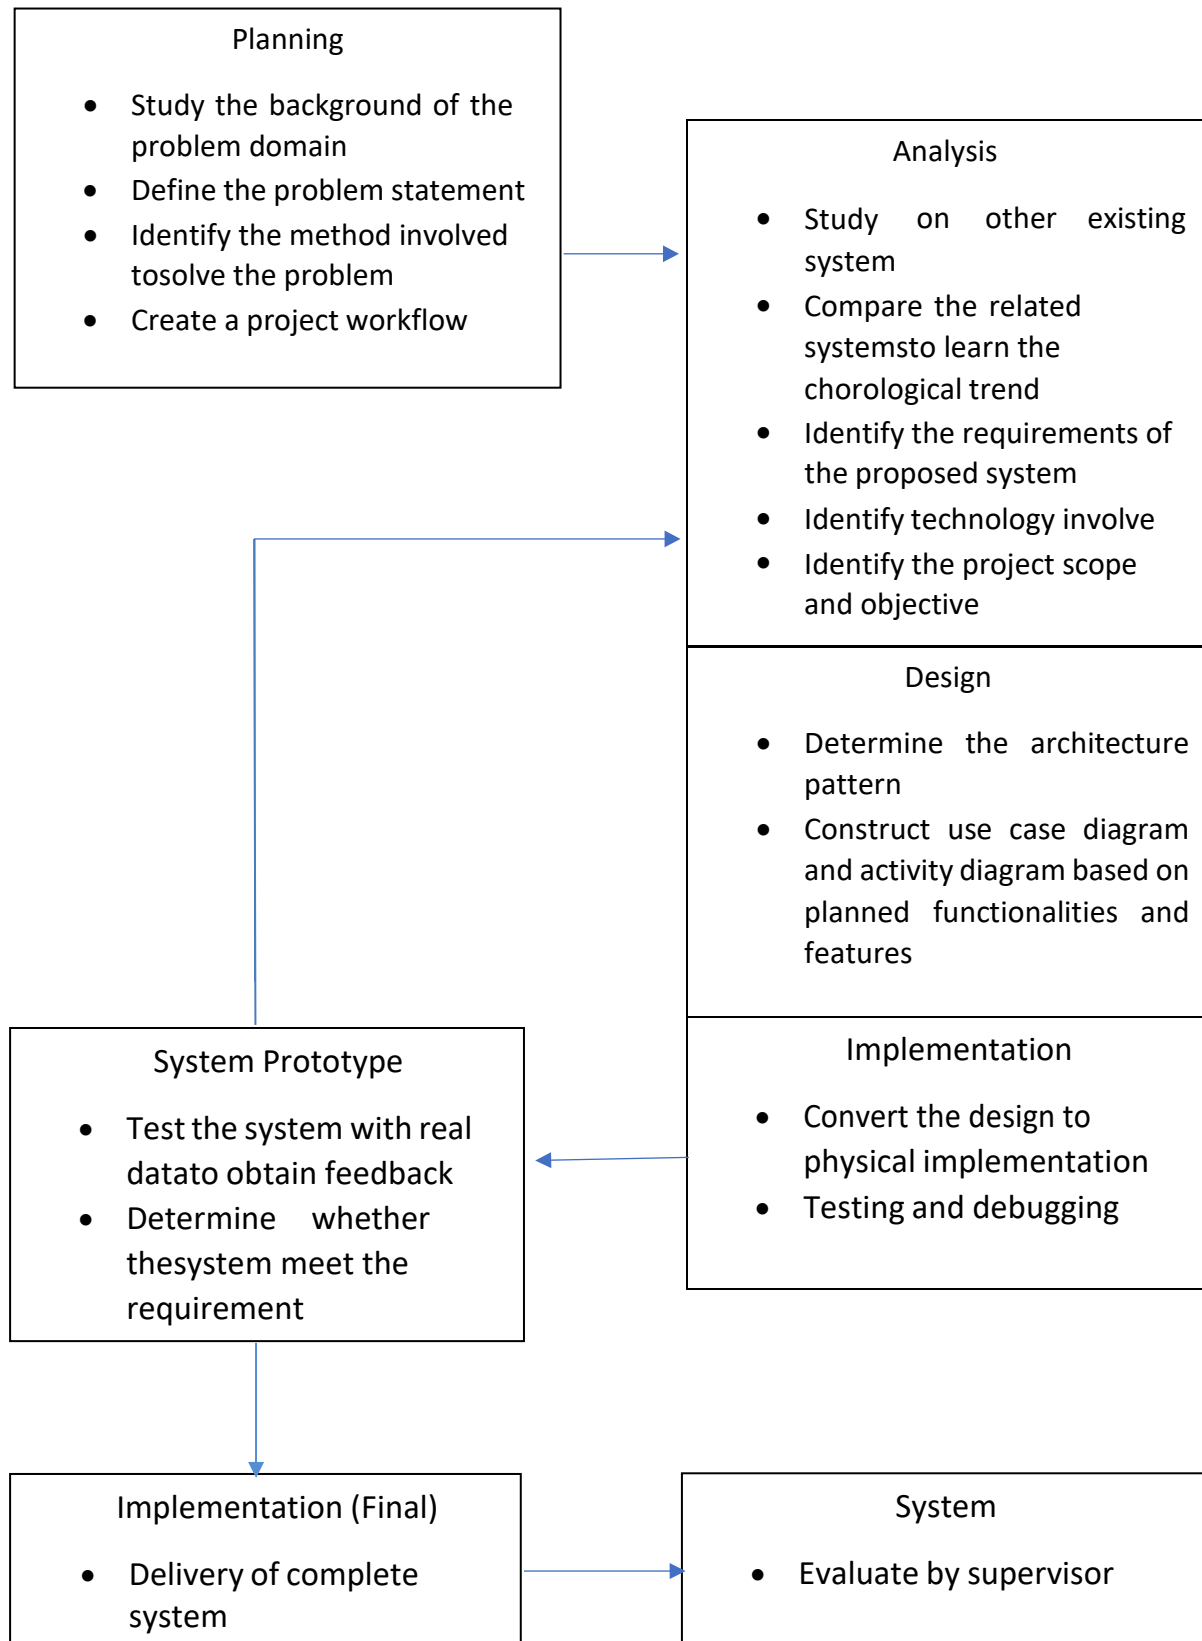 Planning
• Study the background of the
problem domain
• Define the problem statement
• Identify the method involved
tosolve the problem
• Create a project workflow
Analysis
• Study on other existing
system
• Compare the related
systemsto learn the
chorological trend
• Identify the requirements of
the proposed system
• Identify technology involve
• Identify the project scope
and objective
Design
• Determine the architecture
pattern
• Construct use case diagram
and activity diagram based on
planned functionalities and
features
Implementation
• Convert the design to
physical implementation
• Testing and debugging
System Prototype
• Test the system with real
datato obtain feedback
• Determine whether
thesystem meet the
requirement
Implementation (Final)
• Delivery of complete
system
System
• Evaluate by supervisor